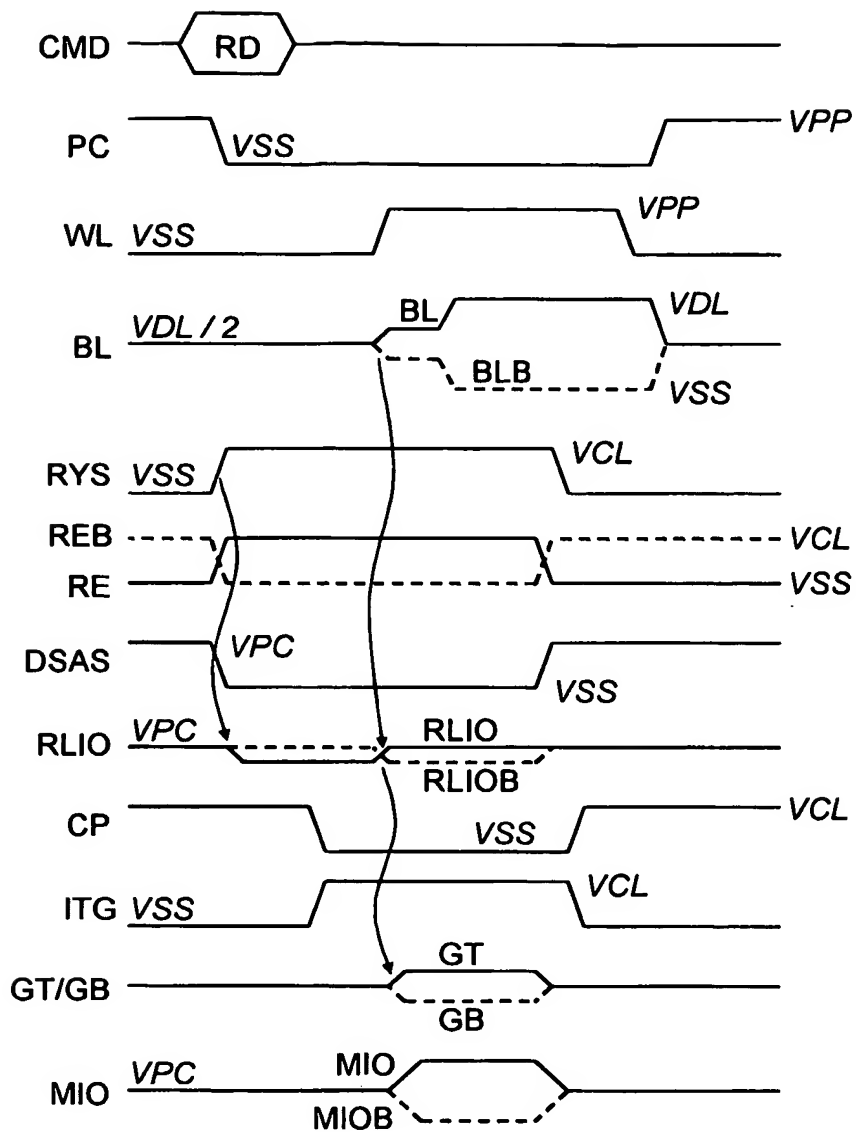 CMD RD
PC VSS VPP
WL VSS VPP
BL VDL / 2 BL VDL
BLB VSS
RYS VSS VCL
REB VCL
RE VSS
DSAS VPC VSS
RLIO VPC RLIO
RLIOB
CP VSS VCL
ITG VSS VCL
GT
GT/GB
GB
MIO VPC MIO
MIOB